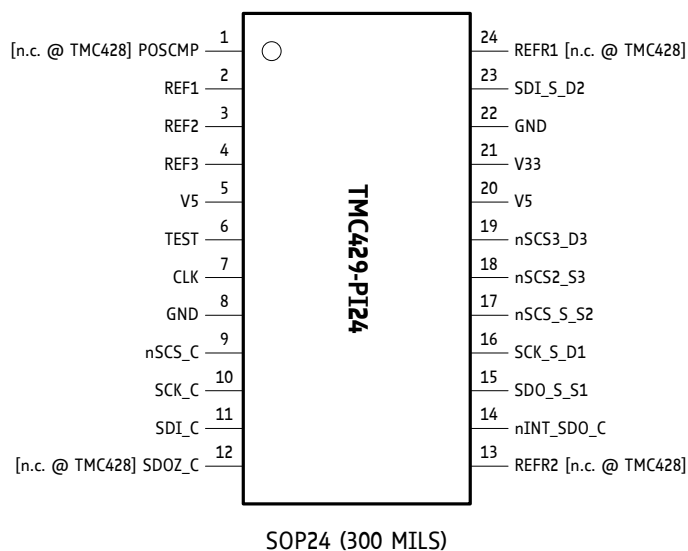 1 24
[n.c. @ TMC428] POSCMP REFR1 [n.c. @ TMC428]
2 23
REF1 SDI_S_D2
3 22
REF2 GND
4 21
REF3 V33
5 20
V5 V5
6 19
TEST nSCS3_D3
7 18
CLK nSCS2_S3
8 17
GND nSCS_S_S2
9 16
nSCS_C SCK_S_D1
10 15
SCK_C SDO_S_S1
11 14
SDI_C nINT_SDO_C
12 13
[n.c. @ TMC428] SDOZ_C REFR2 [n.c. @ TMC428]
TMC429-PI24
SOP24 (300 MILS)